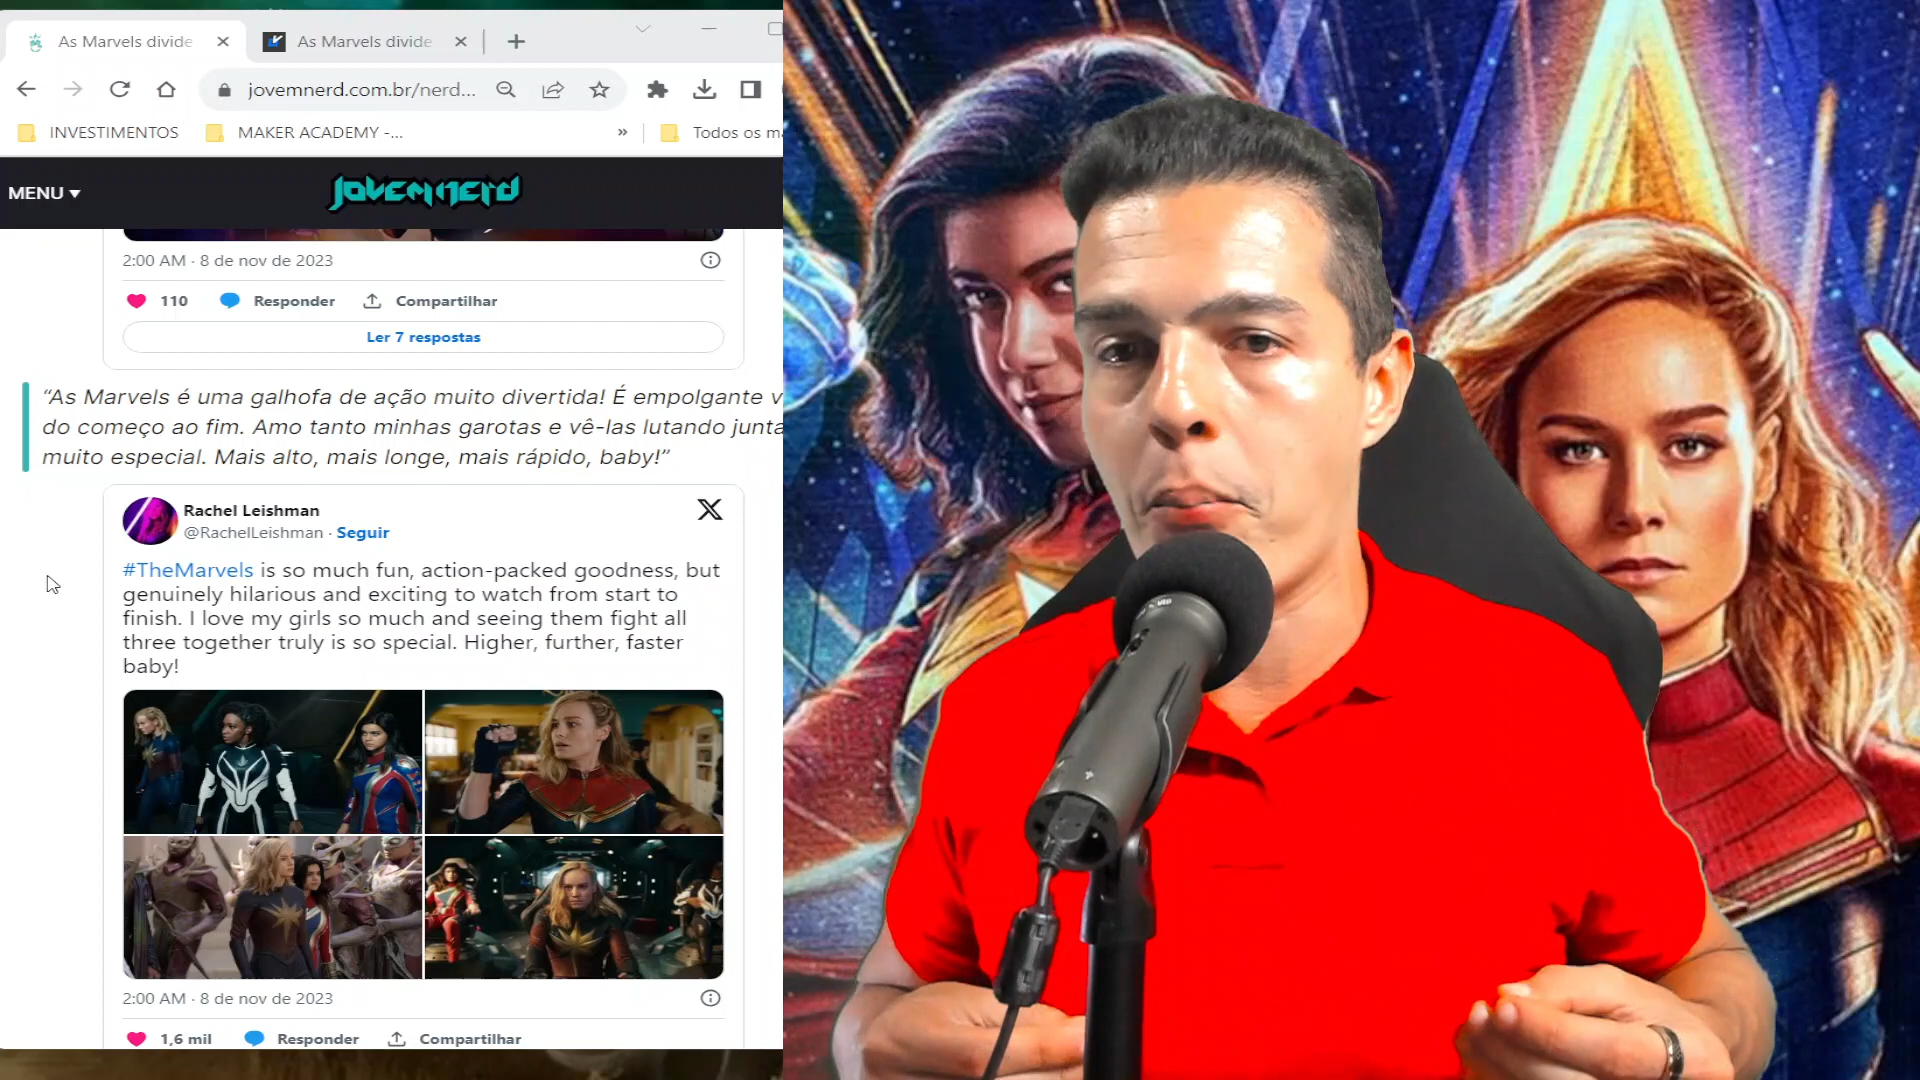 As Marvels divide
As Marvels divide
jovemnerd.com.br/nerd...
INVESTIMENTOS
MAKER ACADEMY -...
»
Todos os ma
MENU
JOVEM NERD
2:00 AM · 8 de nov de 2023
110
Responder
Compartilhar
Ler 7 respostas
“As Marvels é uma galhofa de ação muito divertida! É empolgante v
do começo ao fim. Amo tanto minhas garotas e vê-las lutando junta
muito especial. Mais alto, mais longe, mais rápido, baby!”
Rachel Leishman
@RachelLeishman · Seguir
#TheMarvels is so much fun, action-packed goodness, but
genuinely hilarious and exciting to watch from start to
finish. I love my girls so much and seeing them fight all
three together truly is so special. Higher, further, faster
baby!
2:00 AM · 8 de nov de 2023
1,6 mil
Responder
Compartilhar